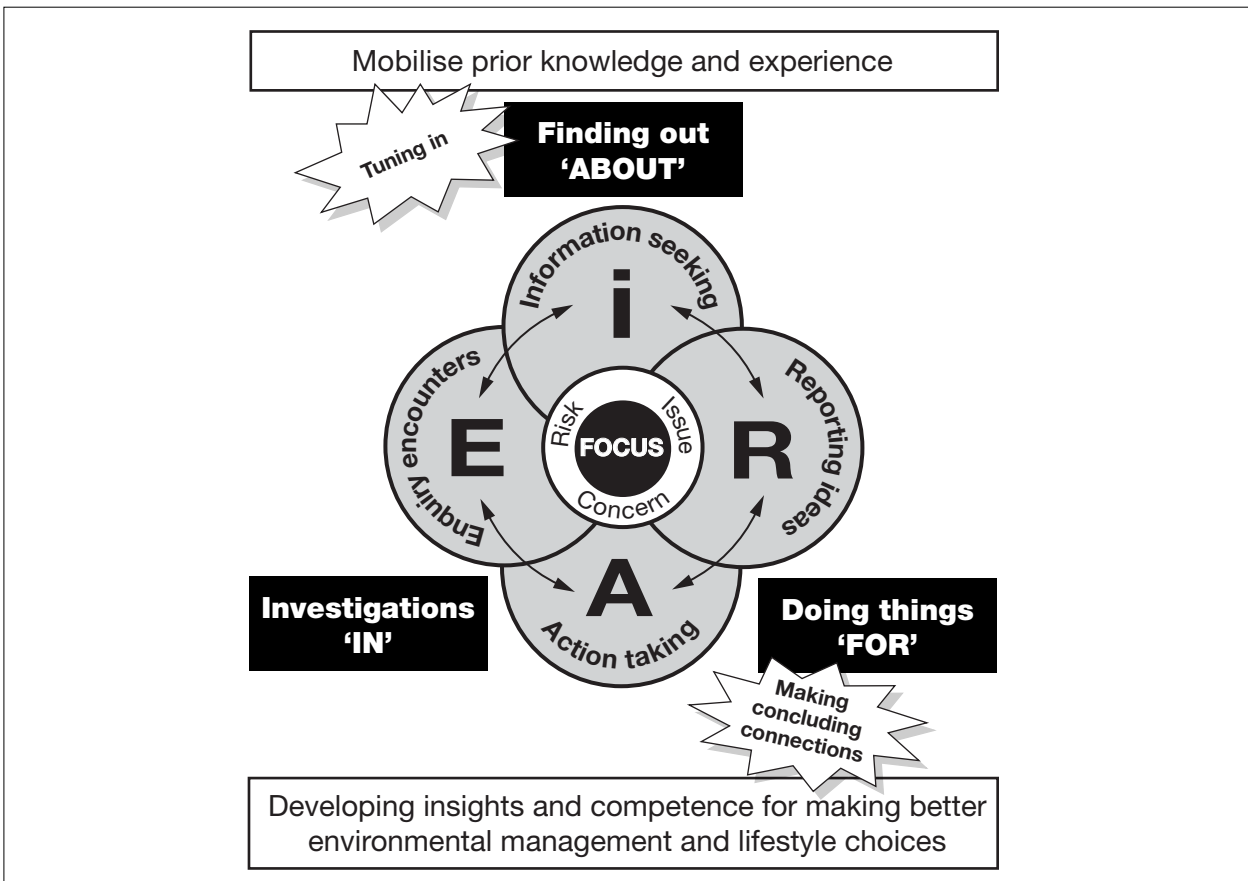 Mobilise prior knowledge and experience
Tuning in
Finding out
‘ABOUT’
Information seeking
i
Enquiry encounters
E
Risk
Issue
FOCUS
Concern
R
Reporting ideas
A
Action taking
Investigations
‘IN’
Doing things
‘FOR’
Making
concluding
connections
Developing insights and competence for making better
environmental management and lifestyle choices